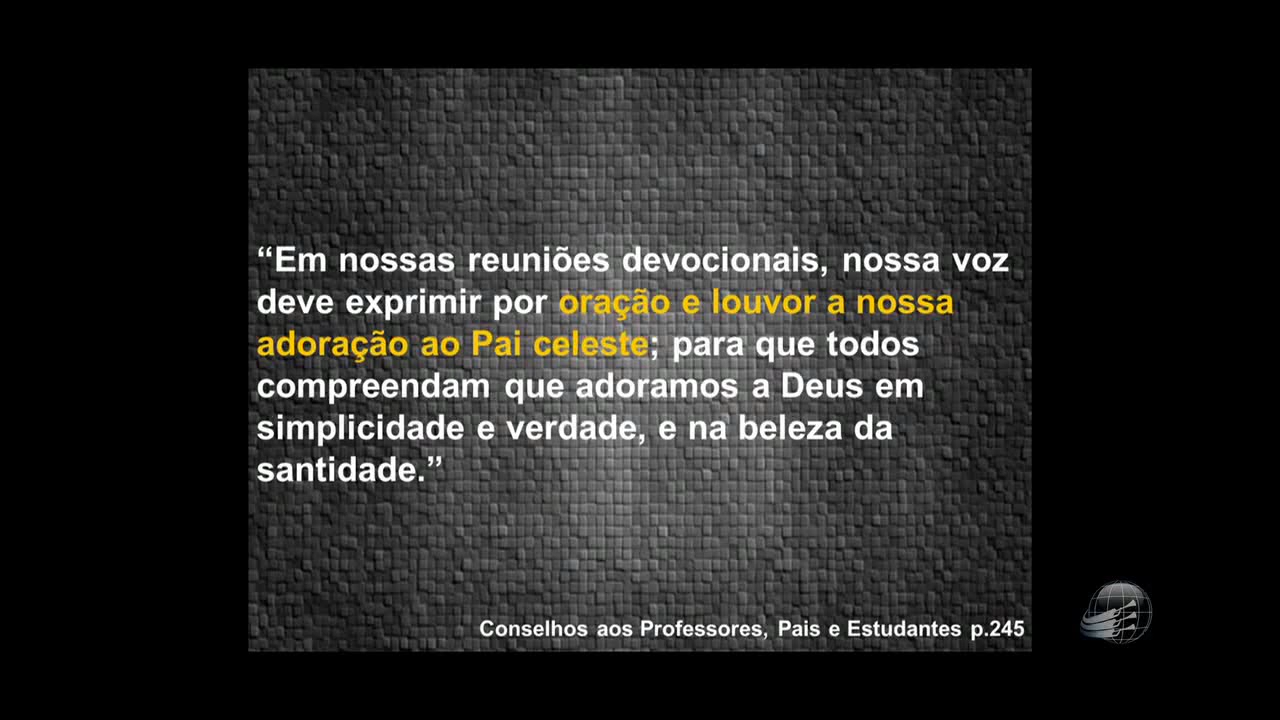 “Em nossas reuniões devocionais, nossa voz
deve exprimir por oração e louvor a nossa
adoração ao Pai celeste; para que todos
compreendam que adoramos a Deus em
simplicidade e verdade, e na beleza da
santidade.”
Conselhos aos Professores, Pais e Estudantes p.245